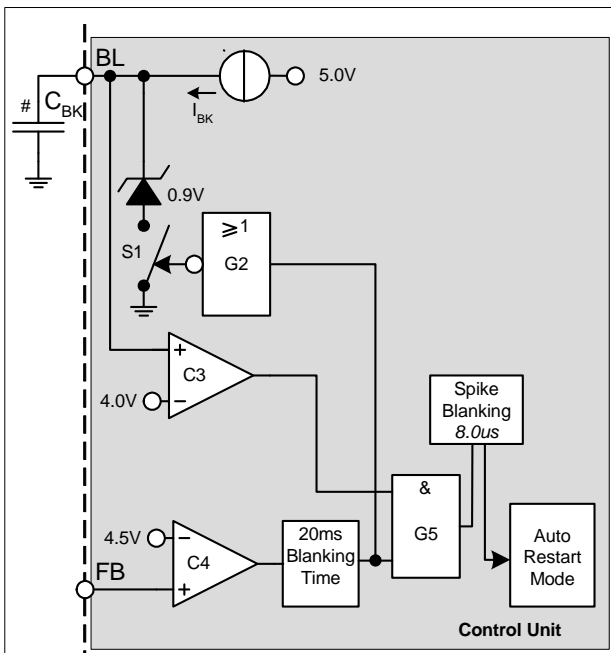 BL
5.0V
#
C_BK
I_BK
0.9V
≥1
S1
G2
+
C3
4.0V
−
Spike
Blanking
8.0us
&
G5
4.5V
−
C4
20ms
Blanking
Time
Auto
Restart
Mode
FB
+
Control Unit